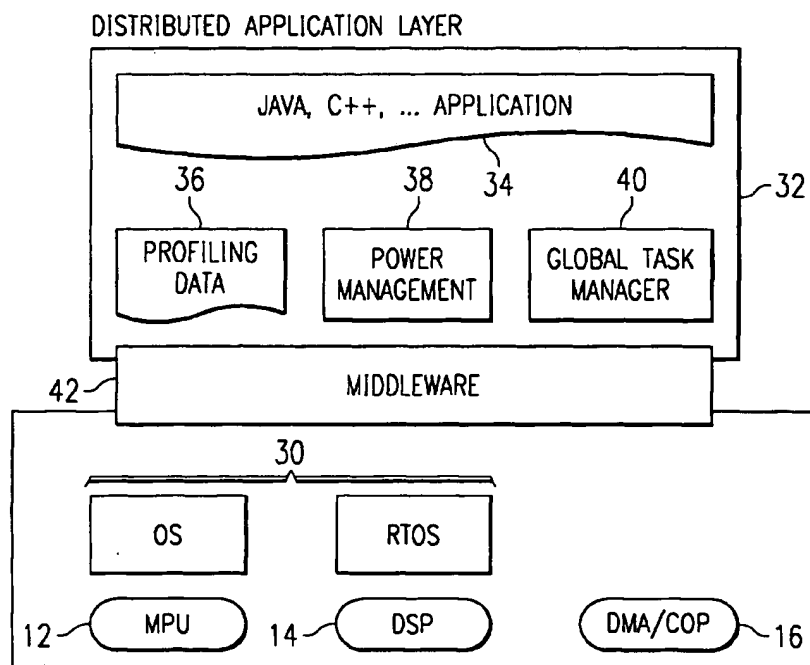 DISTRIBUTED APPLICATION LAYER
JAVA, C++, ... APPLICATION
34
32
36
38
40
PROFILING
DATA
POWER
MANAGEMENT
GLOBAL TASK
MANAGER
42
MIDDLEWARE
30
OS
RTOS
12
MPU
14
DSP
DMA/COP
16